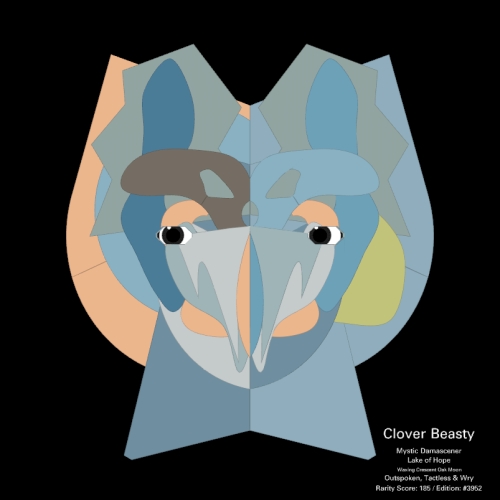 Clover Beasty
Mystic Damascener
Lake of Hope
Waxing Crescent Oak Moon
Outspoken, Tactless & Wry
Rarity Score: 185 / Edition: #3952